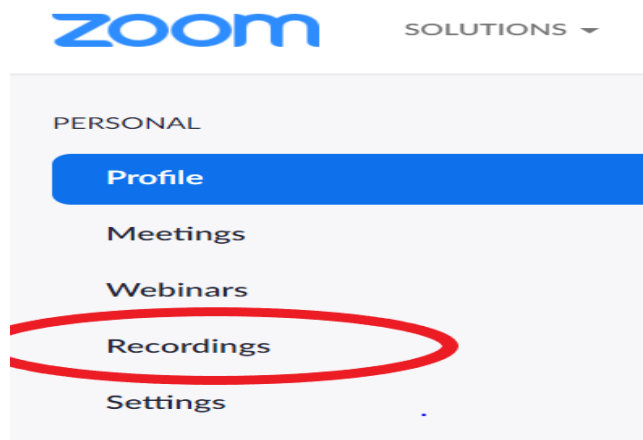 zoom SOLUTIONS
PERSONAL
Profile
Meetings
Webinars
Recordings
Settings